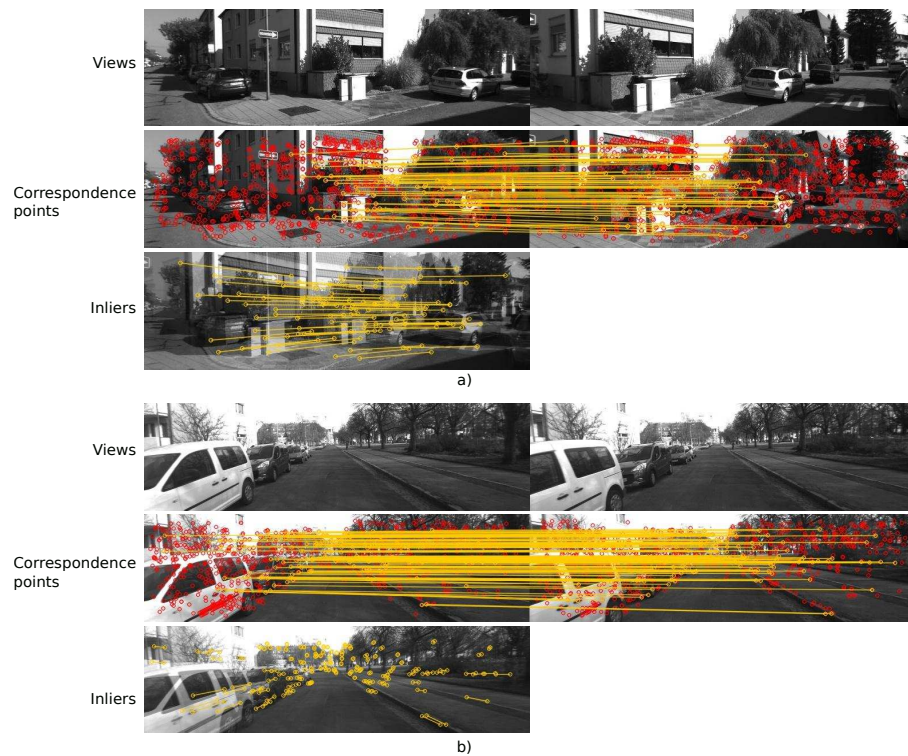 Views
Correspondence
points
Inliers
a)
Views
Correspondence
points
Inliers
b)